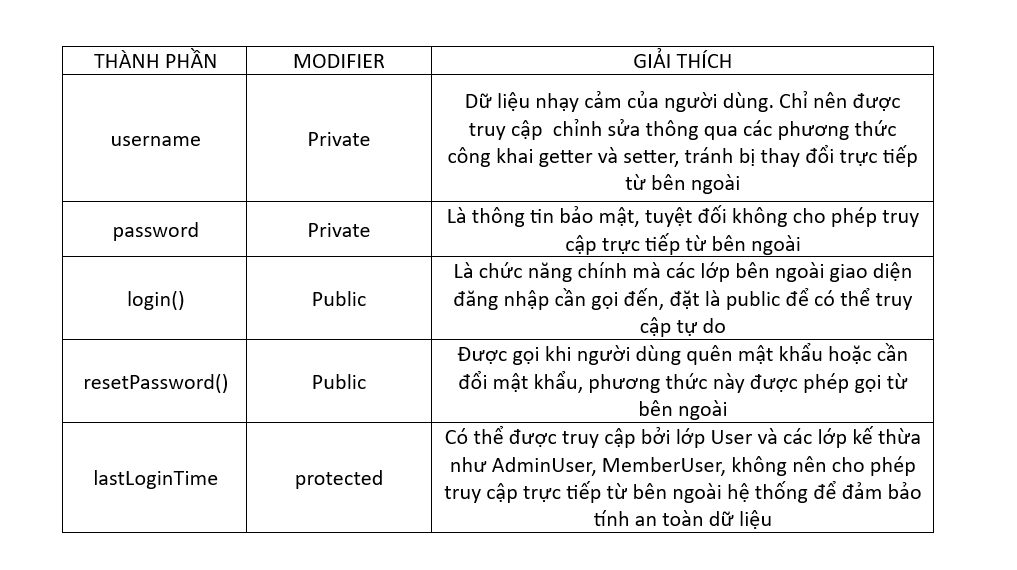 THÀNH PHẦN MODIFIER GIẢI THÍCH
username Private Dữ liệu nhạy cảm của người dùng. Chỉ nên được
truy cập  chỉnh sửa thông qua các phương thức
công khai getter và setter, tránh bị thay đổi trực tiếp
từ bên ngoài
password Private Là thông tin bảo mật, tuyệt đối không cho phép truy
cập trực tiếp từ bên ngoài
login() Public Là chức năng chính mà các lớp bên ngoài giao diện
đăng nhập cần gọi đến, đặt là public để có thể truy
cập tự do
resetPassword() Public Được gọi khi người dùng quên mật khẩu hoặc cần
đổi mật khẩu, phương thức này được phép gọi từ
bên ngoài
lastLoginTime protected Có thể được truy cập bởi lớp User và các lớp kế thừa
như AdminUser, MemberUser, không nên cho phép
truy cập trực tiếp từ bên ngoài hệ thống để đảm bảo
tính an toàn dữ liệu